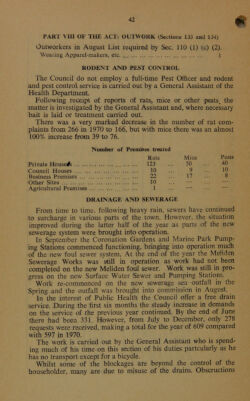 42
PART VIII OF THE ACT: OUTWORK (Sections 133 and 134)
Outworkers in August List required by Sec. 110 (1) (c) (2).
Wearing Apparel-makers, etc. ... ... ... ... ... ... 1
RODENT AND PEST CONTROL
The Council do not employ a full-time Pest Officer and rodent
and pest control service is carried out by a General Assistant of the
Health Department.
Following receipt of reports of rats, mice or other pests, the
matter is investigated by the General Assistant and, where necessary
bait is laid or treatment carried out.
There was a very marked decrease in the number of rat com-
plaints from 266 in 1970 to 166, but with mice there was an almost
100% increase from 39 to 76.
Number of Premises treated
Rats Mice Pests
Private Houses ... ... ... 123 50 40
Council Houses ... ... ... 10 9 10
Business Premises ... ... ... 22 17 8
Other Sites ... ... ... 10
Agricultural Premises ... ... 1
DRAINAGE AND SEWERAGE
From time to time, following heavy rain, sewers have continued
to surcharge in various parts of the town. However, the situation
improved during the latter half of the year as parts of the new
sewerage system were brought into operation.
In September the Coronation Gardens and Marine Park Pump-
ing Stations commenced functioning, bringing into operation much
of the new foul sewer system. At the end of the year the Meliden
Sewerage Works was still in operation as work had not been
completed on the new Meliden foul sewer. Work was still in pro-
gress on the new Surface Water Sewer and Pumping Stations.
Work re-commenced on the new sewerage sea outfall in the
Spring and the outfall was brought into commission in August.
In the interest of Public Health the Council offer a free drain
service. During the first six months the steady increase in demands
on the service of the previous year continued. By the end of June
there had been 331. However, from July to December, only 278
requests were received, making a total for the year of 609 compared
with 597 in 1970.
The work is carried out by the General Assistant who is spend-
ing much of his time on this section of his duties particularly as he
has no transport except for a bicycle.
Whilst some of the blockages are beyond the control of the
householder, many are due to misuse of the drains. Obstructions